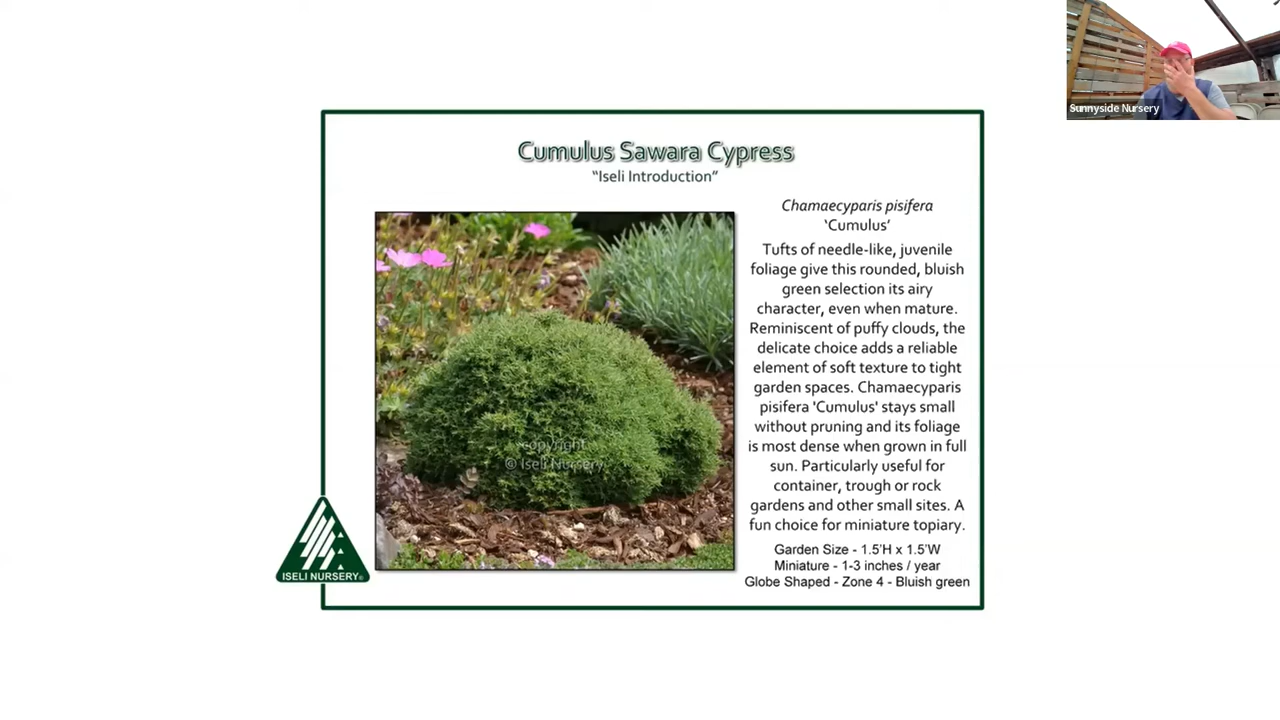 Sunnyside Nursery
Cumulus Sawara Cypress
"Iseli Introduction"
Chamaecyparis pisifera
'Cumulus'
Tufts of needle-like, juvenile
foliage give this rounded, bluish
green selection its airy
character, even when mature.
Reminiscent of puffy clouds, the
delicate choice adds a reliable
element of soft texture to tight
garden spaces. Chamaecyparis
pisifera 'Cumulus' stays small
without pruning and its foliage
is most dense when grown in full
sun. Particularly useful for
container, trough or rock
gardens and other small sites. A
fun choice for miniature topiary.
Garden Size - 1.5'H x 1.5'W
Miniature - 1-3 inches / year
Globe Shaped - Zone 4 - Bluish green
copyright
© Iseli Nursery
ISELI NURSERY®